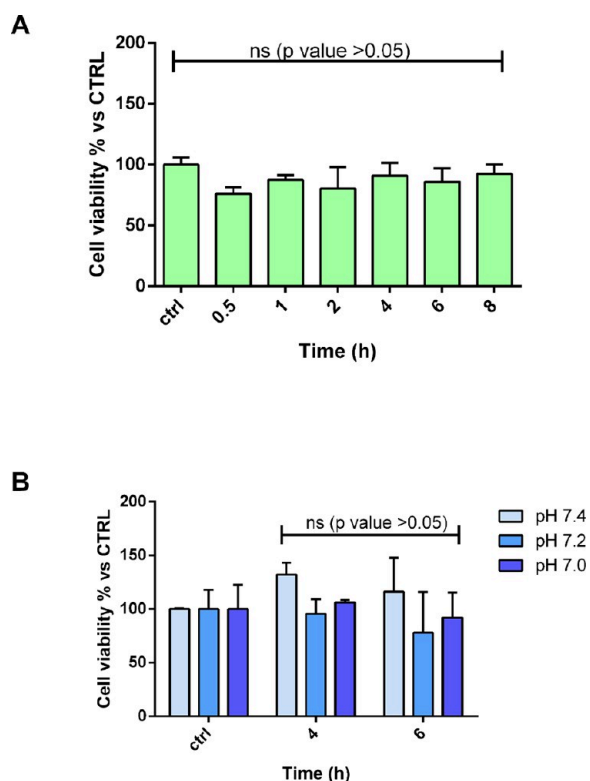 A
ns (p value >0.05)
Cell viability % vs CTRL
200
150
100
50
0
ctrl
0.5
1
2
4
6
8
Time (h)
B
ns (p value >0.05)
Cell viability % vs CTRL
200
150
100
50
0
ctrl
4
6
Time (h)
pH 7.4
pH 7.2
pH 7.0